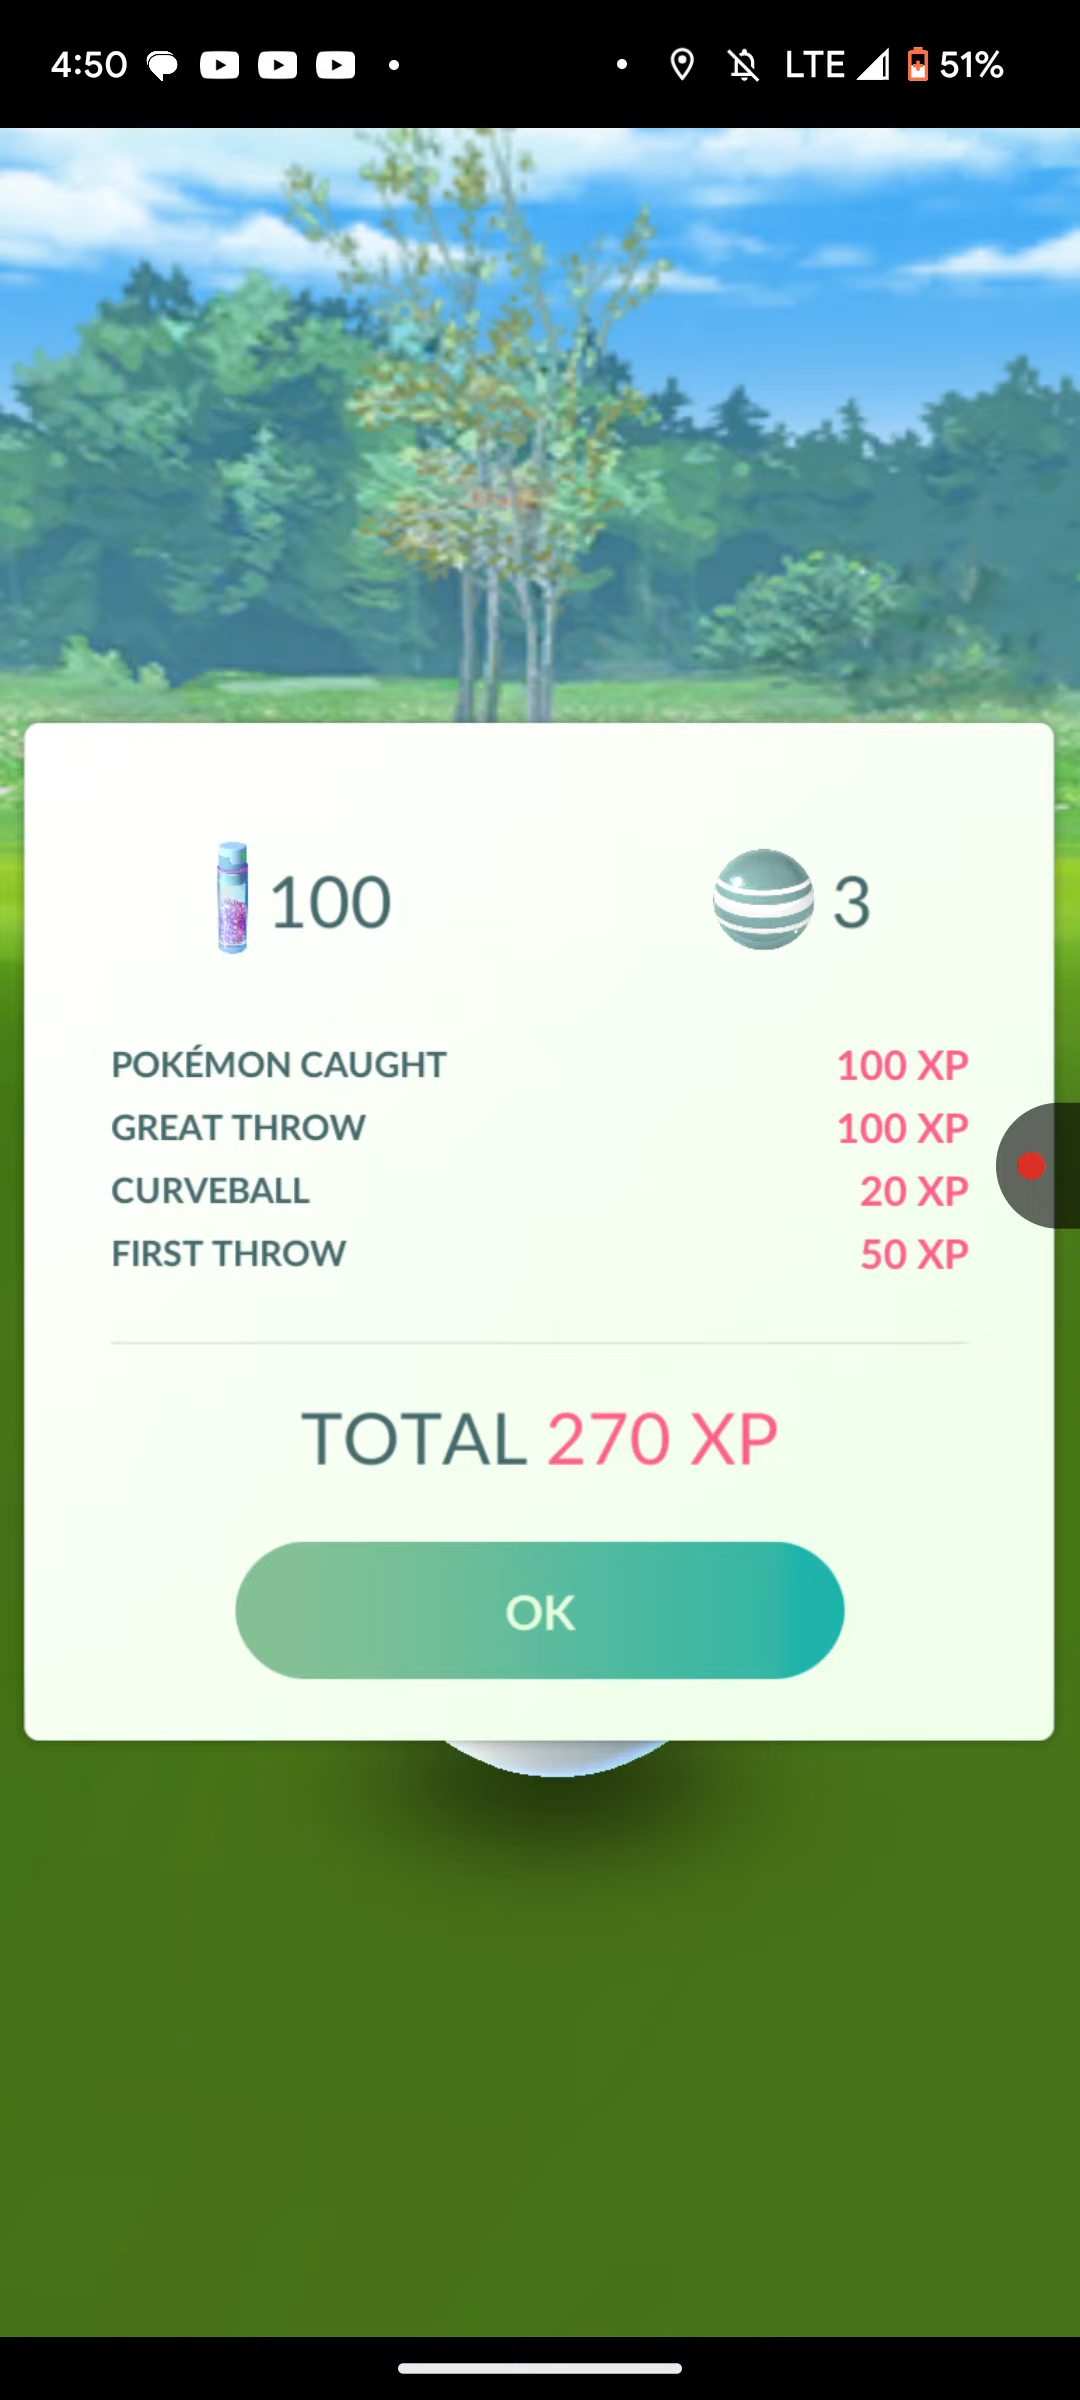 4:50 LTE 51%
100 3
POKÉMON CAUGHT 100 XP
GREAT THROW 100 XP
CURVEBALL 20 XP
FIRST THROW 50 XP
TOTAL 270 XP
OK